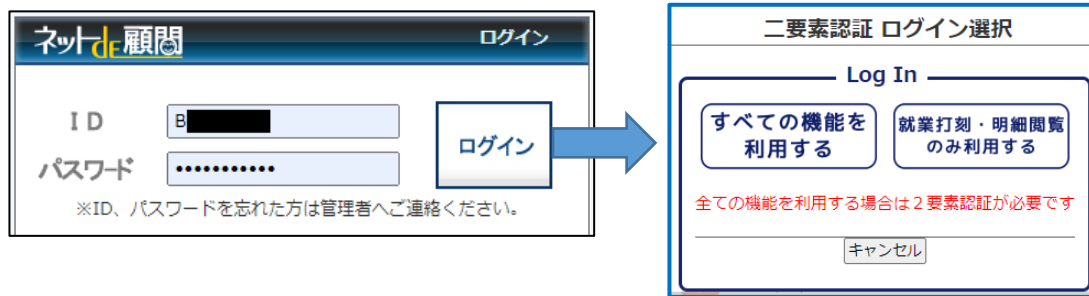 ネットdE顧問
ログイン
ID
B
パスワード
•••••••••••
ログイン
※ID、パスワードを忘れた方は管理者へご連絡ください。
二要素認証 ログイン選択
Log In
すべての機能を
利用する
就業打刻・明細閲覧
のみ利用する
全ての機能を利用する場合は2要素認証が必要です
キャンセル